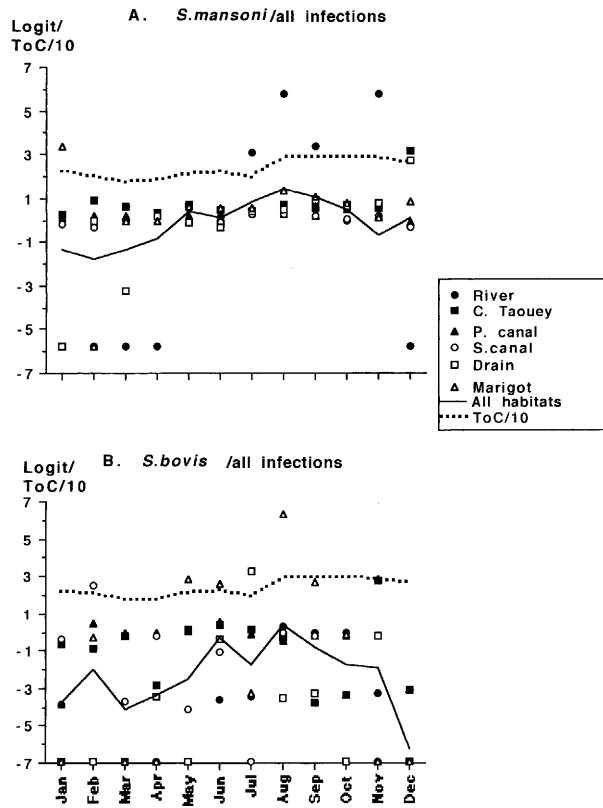 A. S.mansoni/all infections
Logit/
ToC/10
7
5
3
1
-1
-3
-5
-7
River
C. Taouey
P. canal
S.canal
Drain
Marigot
All habitats
ToC/10
B. S.bovis /all infections
Logit/
ToC/10
7
5
3
1
-1
-3
-5
-7
Jan
Feb
Mar
Apr
May
Jun
Jul
Aug
Sep
Oct
Nov
Dec